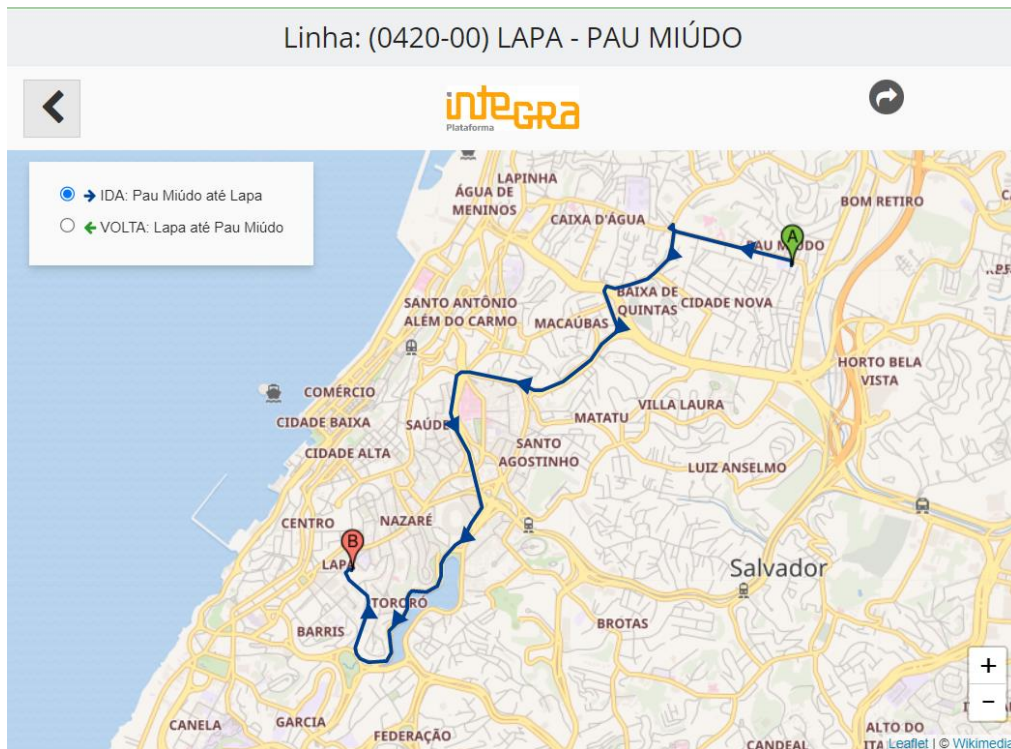 Linha: (0420-00) LAPA - PAU MIÚDO
integra
Plataforma
IDA: Pau Miúdo até Lapa
VOLTA: Lapa até Pau Miúdo
LAPINHA
ÁGUA DE
MENINOS
BOM RETIRO
CAIXA D'ÁGUA
A
PAU MIÚDO
BAIXA DE
QUINTAS
CIDADE NOVA
SANTO ANTÔNIO
ALÉM DO CARMO
MACAÚBAS
HORTO BELA
VISTA
COMÉRCIO
VILLA LAURA
CIDADE BAIXA
SAÚDE
MATATU
SANTO
AGOSTINHO
CIDADE ALTA
LUIZ ANSELMO
CENTRO
NAZARÉ
B
LAPA
Salvador
TORORÓ
BARRIS
BROTAS
+
−
CANELA
GARCIA
FEDERAÇÃO
CANDEAL
ALTO DO
Leaflet | © Wikimedia